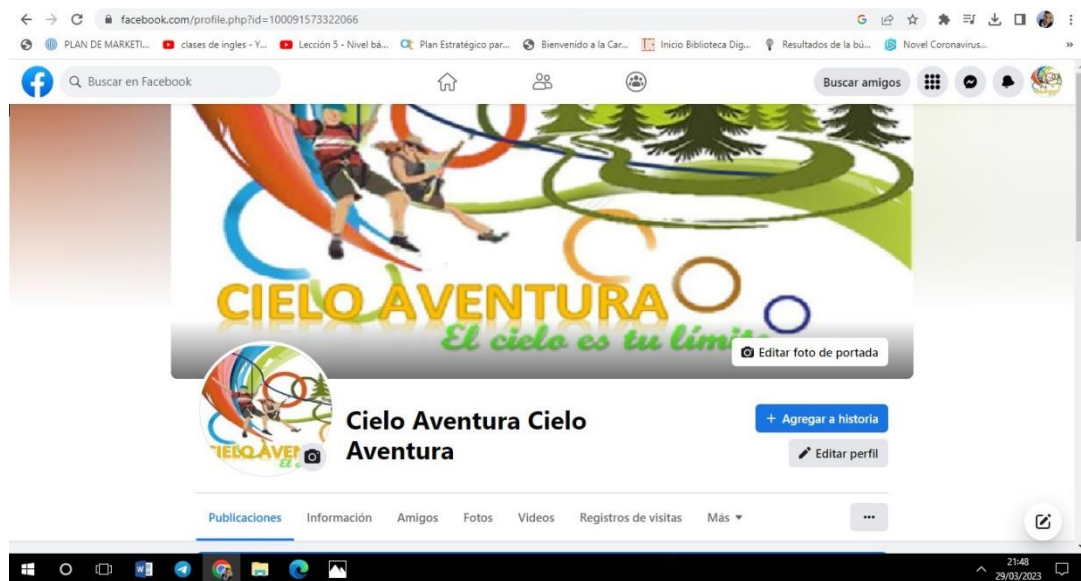 facebook.com/profile.php?id=100091573322066
PLAN DE MARKETI... clases de ingles - Y... Lección 5 - Nivel bá... Plan Estratégico par... Bienvenido a la Car... Inicio Biblioteca Dig... Resultados de la bú... Novel Coronavirus... »
Buscar en Facebook
Buscar amigos
CIELO AVENTURA
El cielo es tu límite
Editar foto de portada
CIELO AVEN
Cielo Aventura Cielo
Aventura
+ Agregar a historia
Editar perfil
Publicaciones Información Amigos Fotos Videos Registros de visitas Más
21:48
29/03/2023